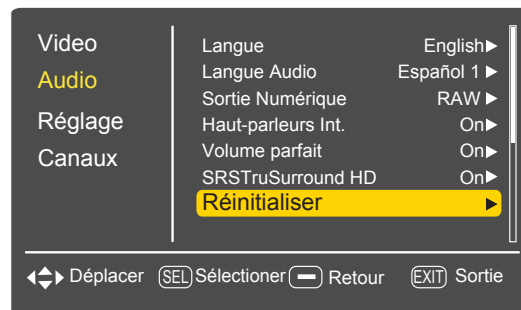 Video
Audio
Réglage
Canaux
Langue English
Langue Audio Español 1
Sortie Numérique RAW
Haut-parleurs Int. On
Volume parfait On
SRSTruSurround HD On
Réinitialiser
Déplacer SEL Sélectioner Retour EXIT Sortie